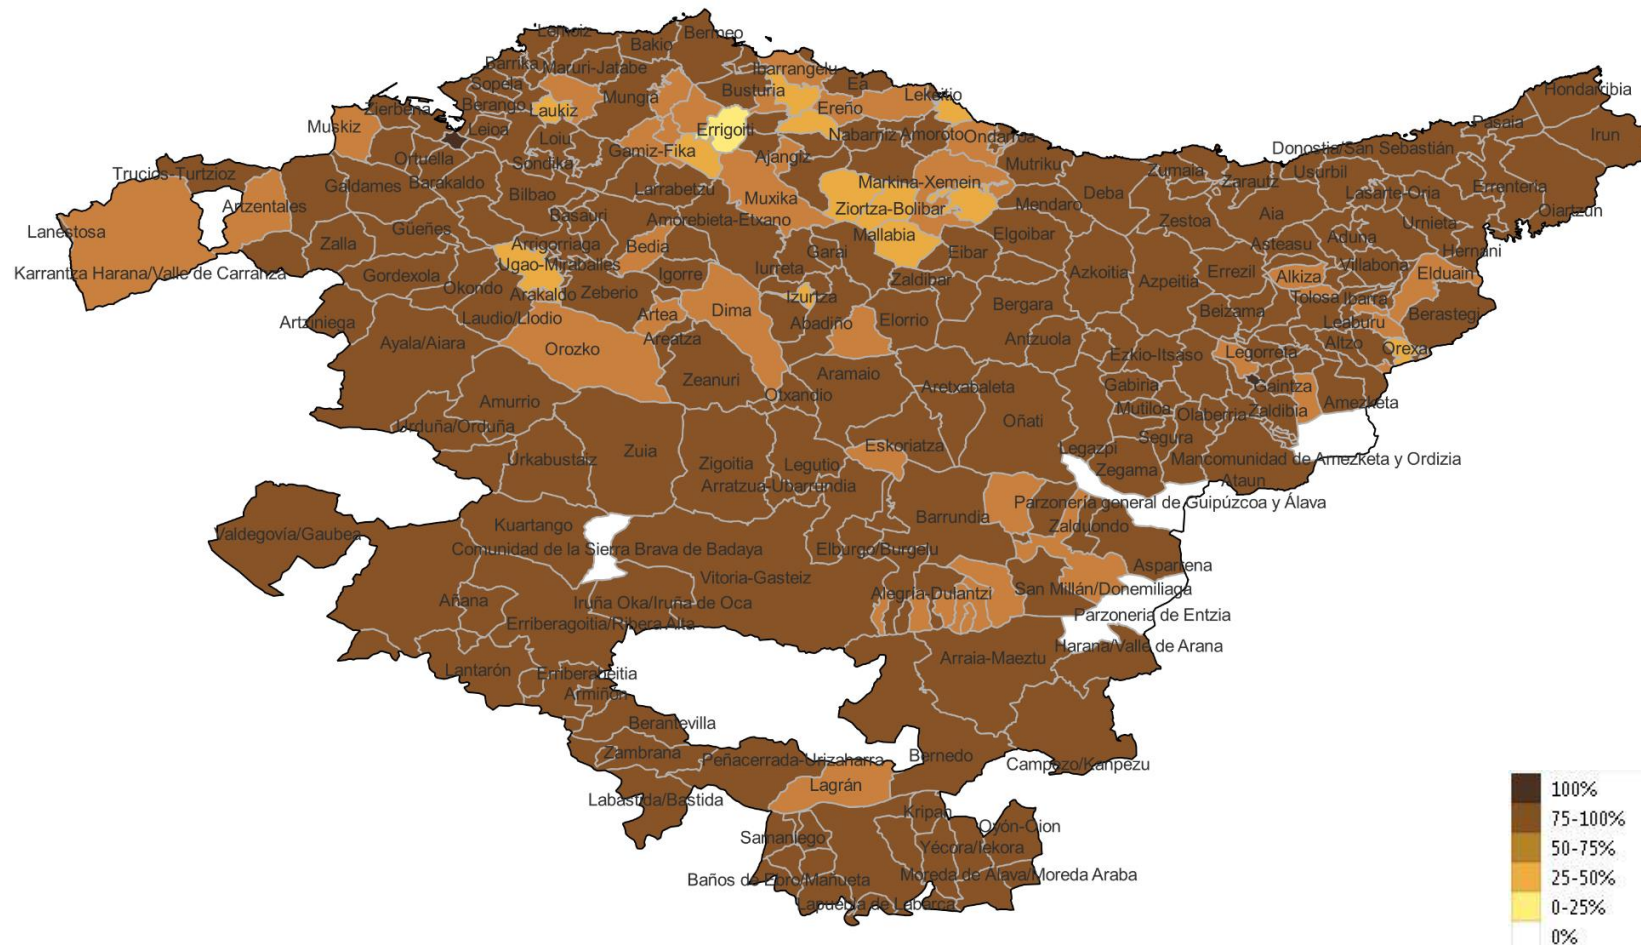 Lemoiz
Bakio
Bermeo
Barrika
Maruri-Jatabe
Ibarrangelu
Sopela
Ea
Hondarribia
Zierbena
Berango
Mungia
Busturia
Lekeitio
Laukiz
Ereño
Muskiz
Leioa
Loiu
Errigoiti
Nabarniz
Amoroto
Ondarroa
Pasaia
Irun
Ortuella
Sondika
Gamiz-Fika
Ajangiz
Mutriku
Donostia/San Sebastián
Trucios-Turtzioz
Galdames
Barakaldo
Bilbao
Larrabetzu
Muxika
Markina-Xemein
Deba
Zumaia
Zarautz
Usurbil
Lasarte-Oria
Errenteria
Artzentales
Basauri
Amorebieta-Etxano
Ziortza-Bolibar
Mendaro
Zestoa
Aia
Urnieta
Oiartzun
Lanestosa
Güeñes
Zalla
Arrigorriaga
Bedia
Mallabia
Elgoibar
Asteasu
Aduna
Hernani
Karrantza Harana/Valle de Carranza
Gordexola
Ugao-Miraballes
Igorre
Iurreta
Garai
Eibar
Zaldibar
Azkoitia
Azpeitia
Errezil
Alkiza
Villabona
Elduain
Okondo
Arakaldo
Zeberio
Izurtza
Tolosa
Ibarra
Artziniega
Laudio/Llodio
Artea
Dima
Abadiño
Elorrio
Bergara
Belzama
Leaburu
Berastegi
Ayala/Aiara
Orozko
Areatza
Antzuola
Ezkio-Itsaso
Legorreta
Altzo
Orexa
Zeanuri
Aramaio
Aretxabaleta
Gabiria
Gaintza
Amurrio
Otxandio
Oñati
Mutiloa
Olaberria
Zaldibia
Amezketa
Urduña/Orduña
Zuia
Eskoriatza
Legazpi
Segura
Urkabustaiz
Zigoitia
Legutio
Zegama
Mancomunidad de Amezketa y Ordizia
Arratzua-Ubarrundia
Ataun
Parzonería general de Guipúzcoa y Álava
Valdegovía/Gaubea
Kuartango
Barrundia
Zalduondo
Comunidad de la Sierra Brava de Badaya
Elburgo/Burgelu
Asparrena
Vitoria-Gasteiz
Añana
Iruña Oka/Iruña de Oca
Alegría-Dulantzi
San Millán/Donemiliaga
Erriberagoitia/Ribera Alta
Parzonería de Entzia
Harana/Valle de Arana
Lantarón
Erriberabeitia
Arraia-Maeztu
Armiñón
Berantevilla
Zambrana
Peñacerrada-Urizaharra
Bernedo
Campezo/Kanpezu
Labastida/Bastida
Lagrán
Samaniego
Kripan
Oyón-Oion
Yécora/Iekora
Baños de Ebro/Mañueta
Moreda de Álava/Moreda Araba
Lapuebla de Labarca
100%
75-100%
50-75%
25-50%
0-25%
0%